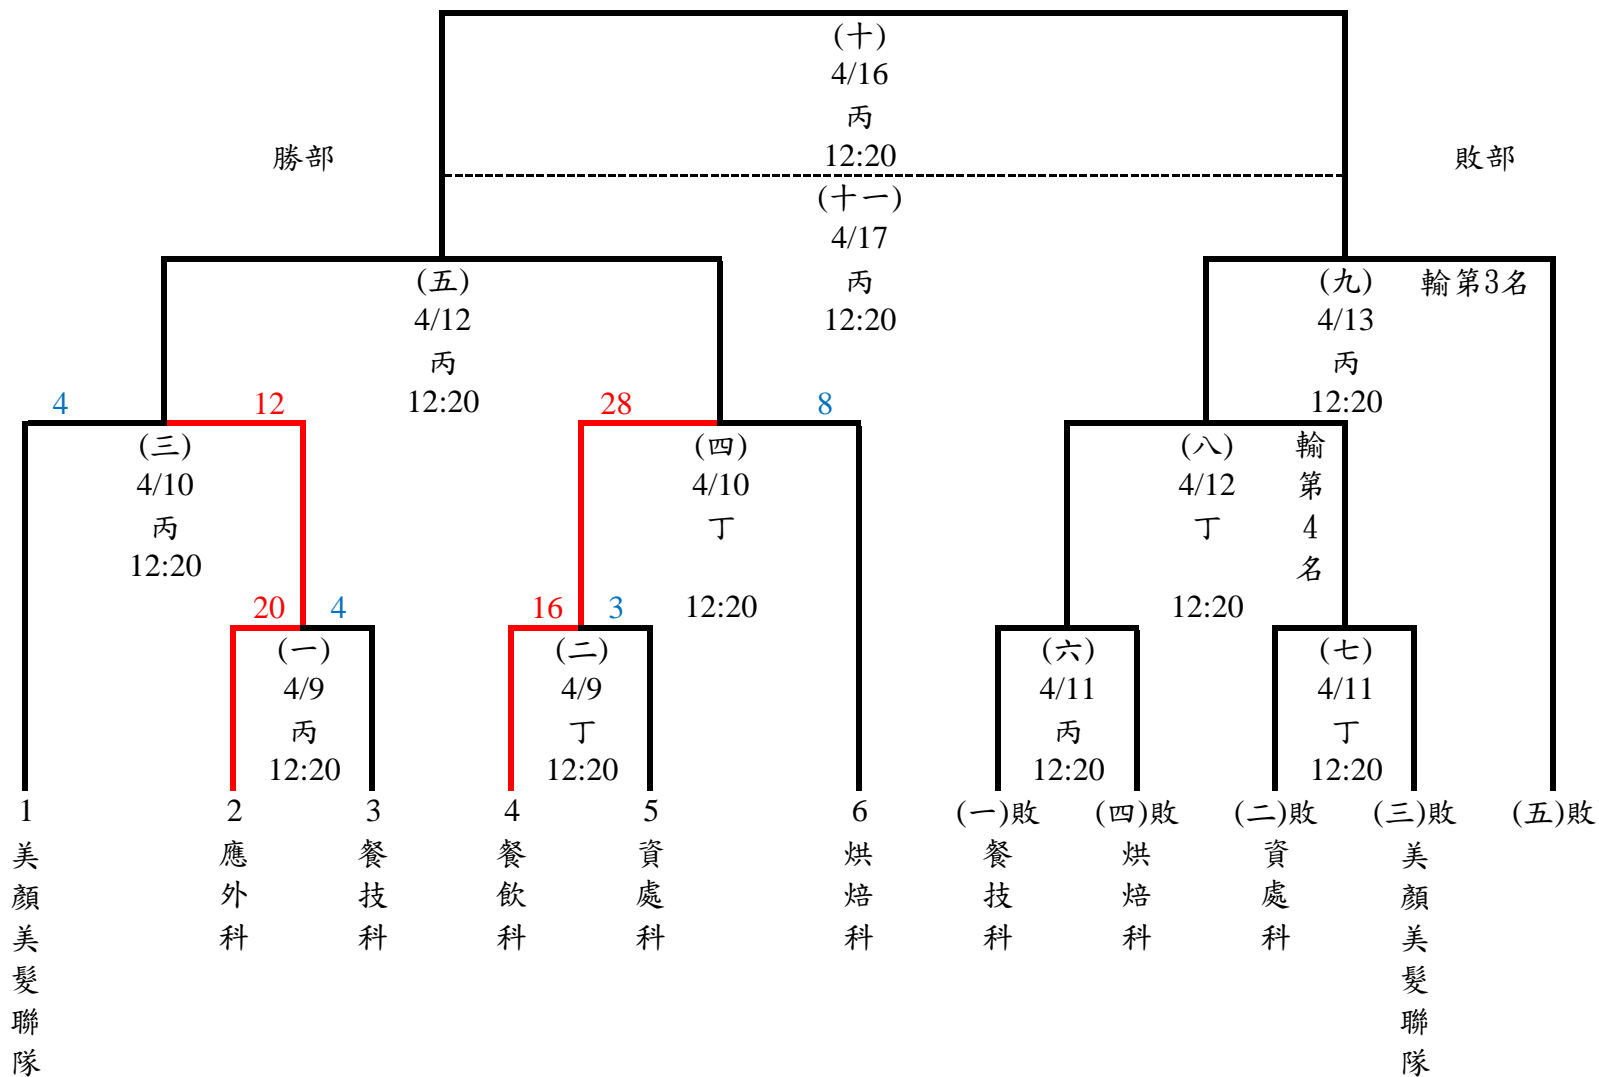 (十)
4/16
丙
12:20
勝部
敗部
(十一)
4/17
丙
12:20
(五)
4/12
丙
12:20
(九)
4/13
丙
12:20
輸第3名
4
12
28
8
(三)
4/10
丙
12:20
(四)
4/10
丁
12:20
(八)
4/12
丁
12:20
輸第4名
20
4
16
3
(一)
4/9
丙
12:20
(二)
4/9
丁
12:20
(六)
4/11
丙
12:20
(七)
4/11
丁
12:20
1
美顏美髮聯隊
2
應外科
3
餐技科
4
餐飲科
5
資處科
6
烘焙科
(一)敗
餐技科
(四)敗
烘焙科
(二)敗
資處科
(三)敗
美顏美髮聯隊
(五)敗